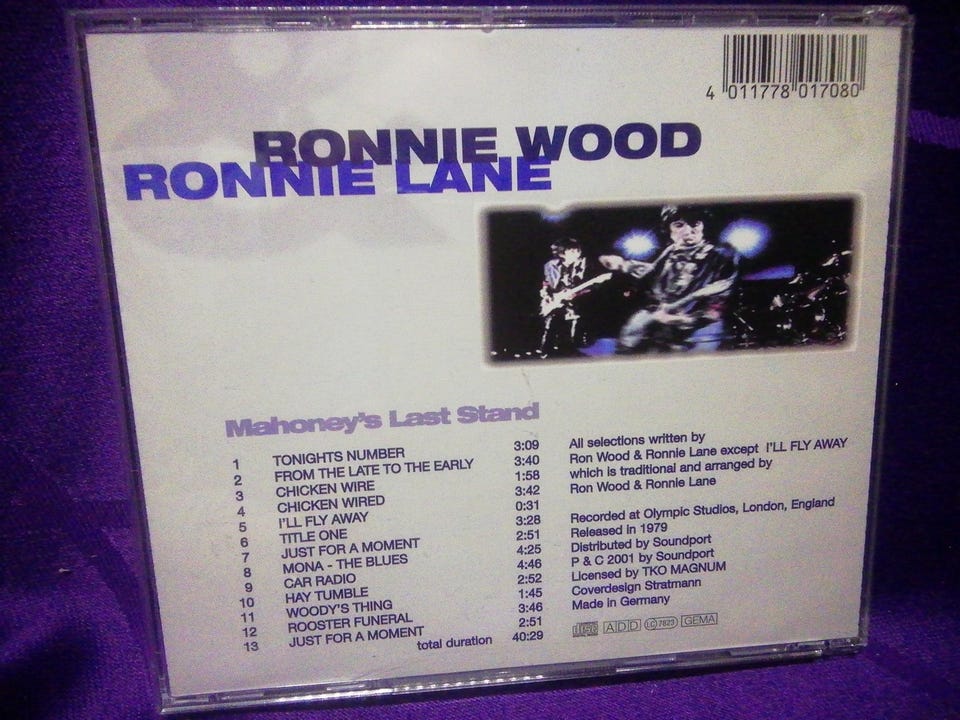 4 011778 017080
RONNIE WOOD
RONNIE LANE
Mahoney's Last Stand
1 TONIGHTS NUMBER 3:09
2 FROM THE LATE TO THE EARLY 3:40
3 CHICKEN WIRE 1:58
4 CHICKEN WIRED 3:42
5 I'LL FLY AWAY 0:31
6 TITLE ONE 3:28
7 JUST FOR A MOMENT 2:51
8 MONA - THE BLUES 4:25
9 CAR RADIO 4:46
10 HAY TUMBLE 2:52
11 WOODY'S THING 1:45
12 ROOSTER FUNERAL 3:46
13 JUST FOR A MOMENT 2:51
total duration 40:29
All selections written by
Ron Wood & Ronnie Lane except I'LL FLY AWAY
which is traditional and arranged by
Ron Wood & Ronnie Lane
Recorded at Olympic Studios, London, England
Released in 1979
Distributed by Soundport
P & C 2001 by Soundport
Licensed by TKO MAGNUM
Coverdesign Stratmann
Made in Germany
ADD LC 7823 GEMA